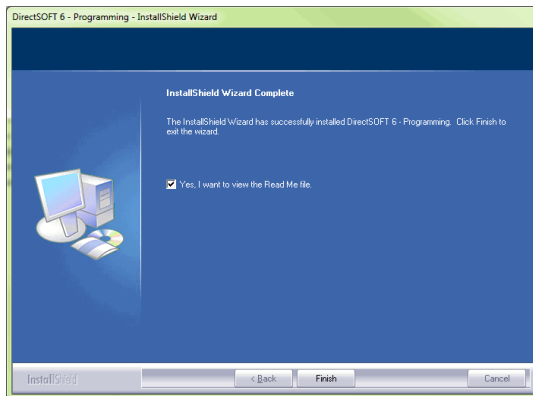 DirectSOFT 6 - Programming - InstallShield Wizard
InstallShield Wizard Complete
The InstallShield Wizard has successfully installed DirectSOFT 6 - Programming. Click Finish to
exit the wizard.
Yes, I want to view the Read Me file.
InstallShield
< Back
Finish
Cancel